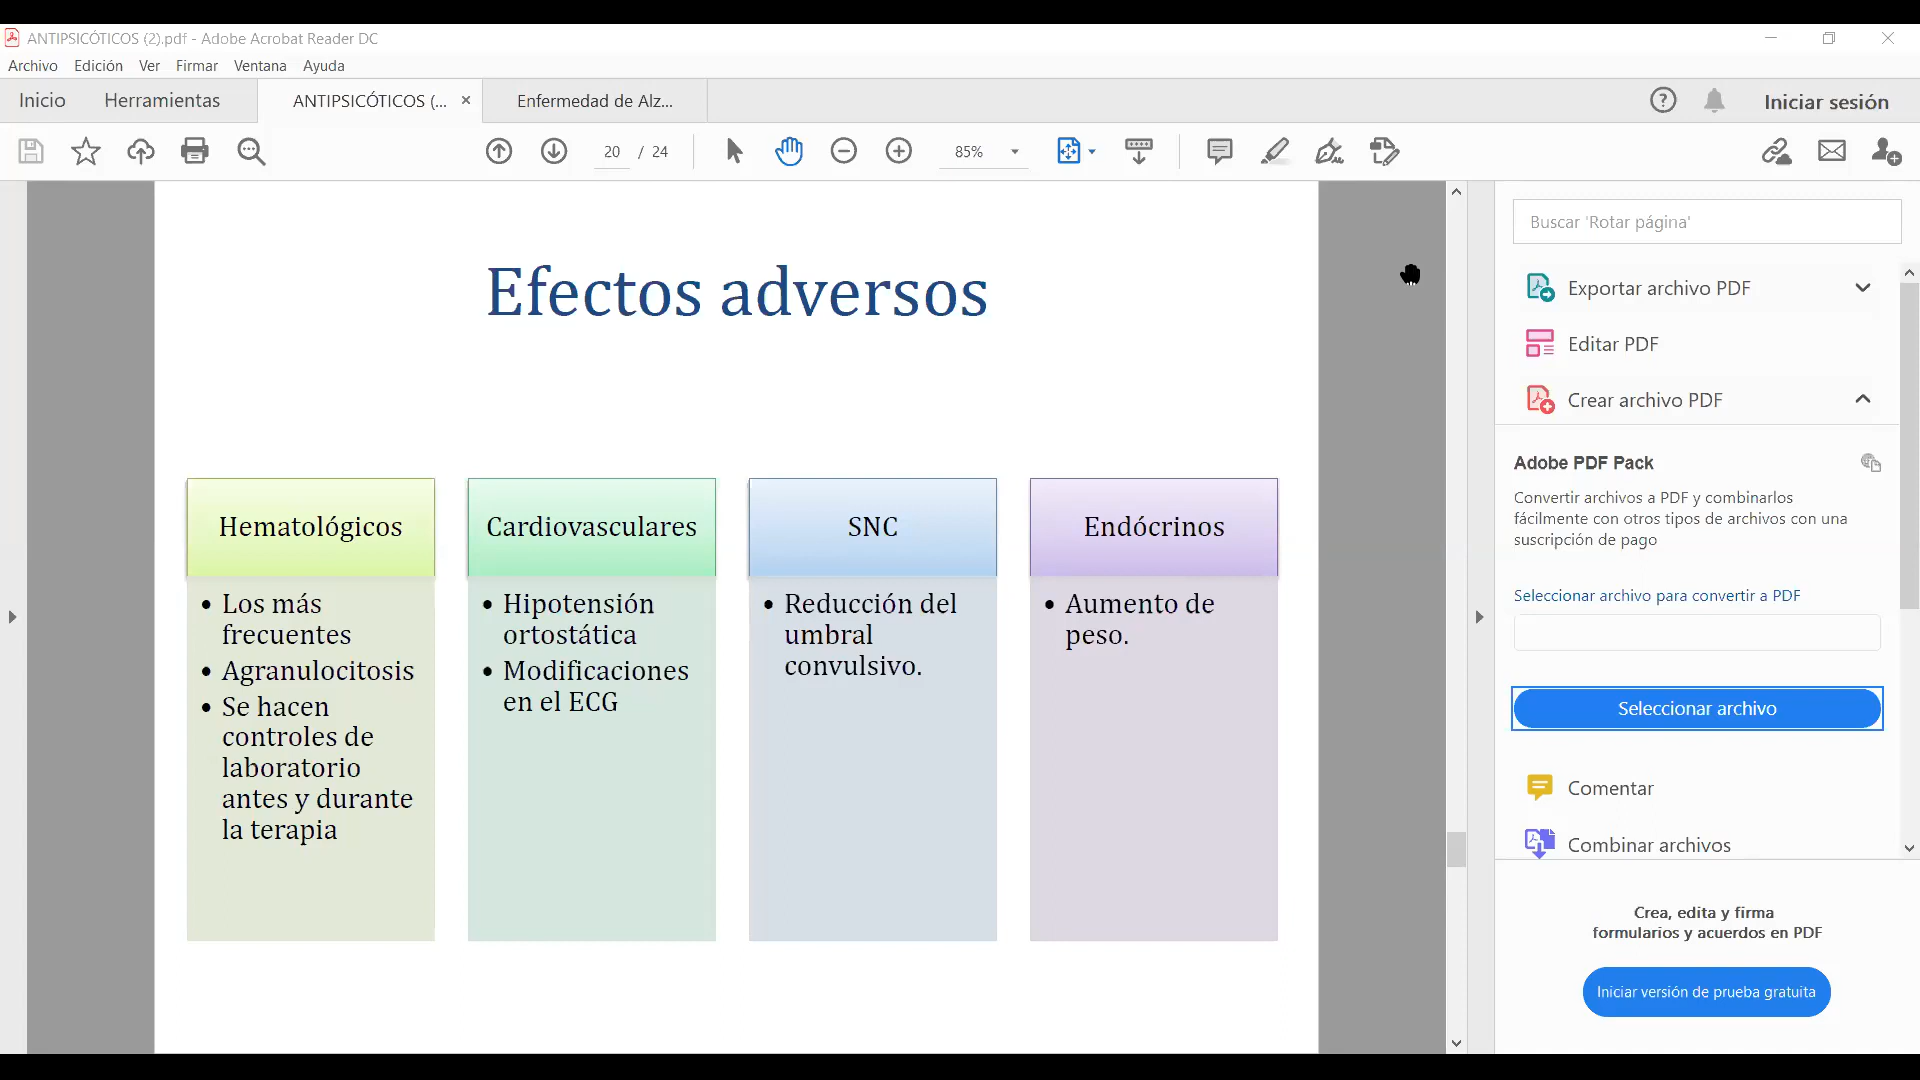 ANTIPSICÓTICOS (2).pdf - Adobe Acrobat Reader DC
Archivo Edición Ver Firmar Ventana Ayuda
Inicio Herramientas ANTIPSICÓTICOS (... × Enfermedad de Alz... Iniciar sesión
20 / 24 85%
Efectos adversos
Hematológicos
• Los más
frecuentes
• Agranulocitosis
• Se hacen
controles de
laboratorio
antes y durante
la terapia
Cardiovasculares
• Hipotensión
ortostática
• Modificaciones
en el ECG
SNC
• Reducción del
umbral
convulsivo.
Endócrinos
• Aumento de
peso.
Buscar 'Rotar página'
Exportar archivo PDF
Editar PDF
Crear archivo PDF
Adobe PDF Pack
Convertir archivos a PDF y combinarlos
fácilmente con otros tipos de archivos con una
suscripción de pago
Seleccionar archivo para convertir a PDF
Seleccionar archivo
Comentar
Combinar archivos
Crea, edita y firma
formularios y acuerdos en PDF
Iniciar versión de prueba gratuita